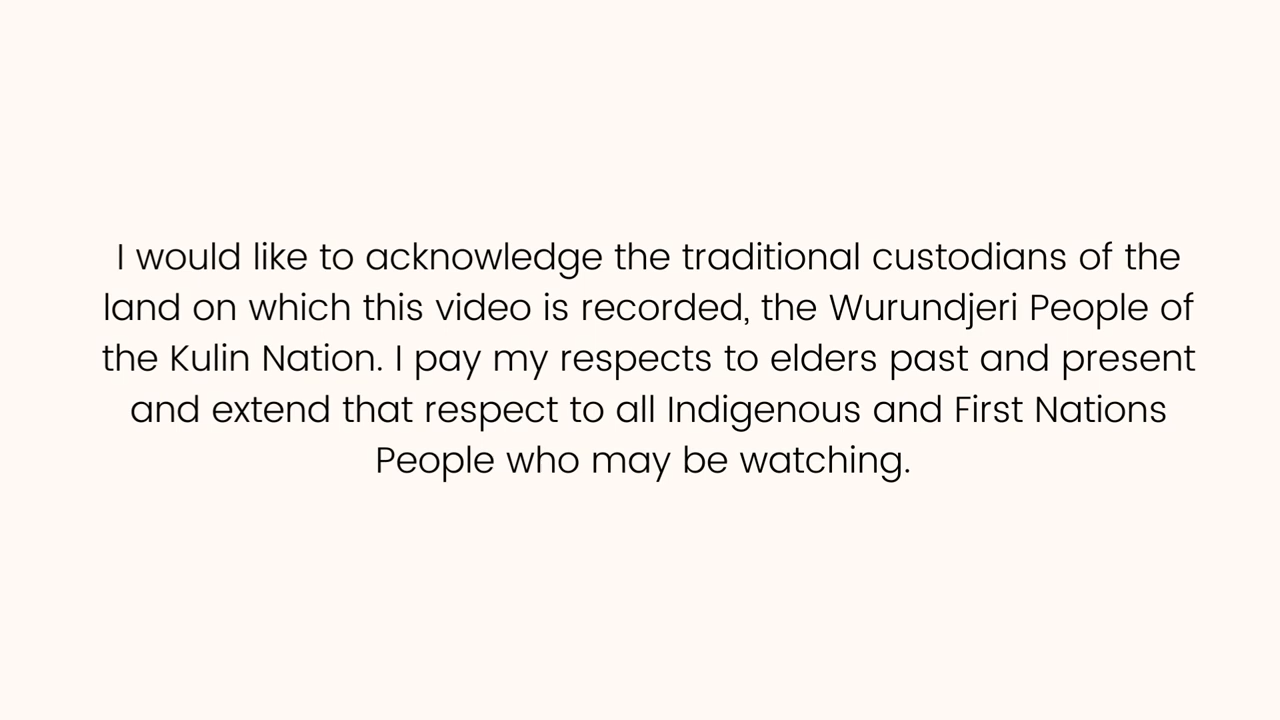 I would like to acknowledge the traditional custodians of the
land on which this video is recorded, the Wurundjeri People of
the Kulin Nation. I pay my respects to elders past and present
and extend that respect to all Indigenous and First Nations
People who may be watching.